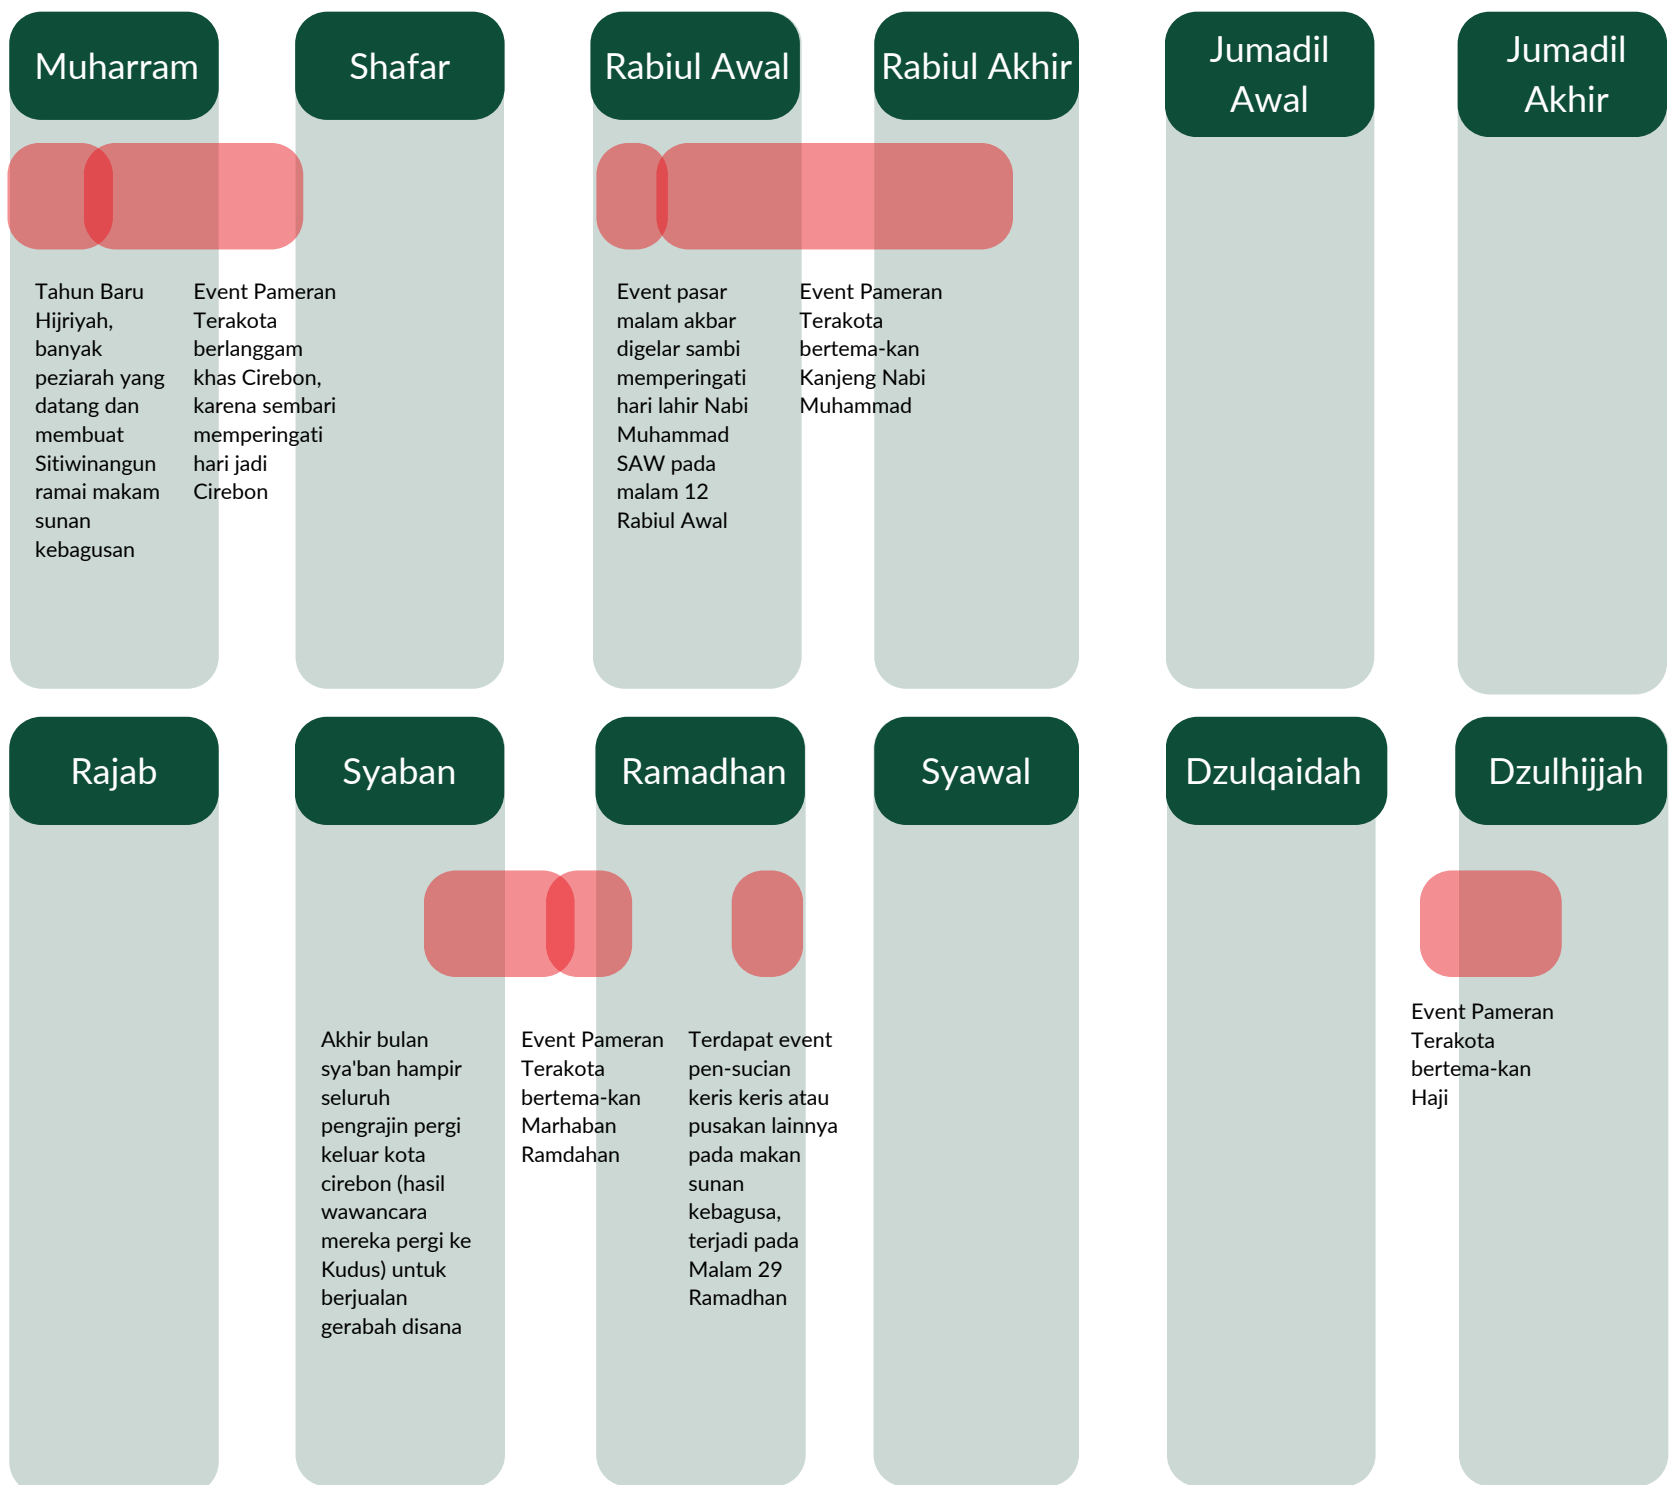 Muharram
Shafar
Rabiul Awal
Rabiul Akhir
Jumadil
Awal
Jumadil
Akhir
Tahun Baru
Hijriyah,
banyak
peziarah yang
datang dan
membuat
Sitiwinangun
ramai makam
sunan
kebagusan
Event Pameran
Terakota
berlanggam
khas Cirebon,
karena sembari
memperingati
hari jadi
Cirebon
Event pasar
malam akbar
digelar sambi
memperingati
hari lahir Nabi
Muhammad
SAW pada
malam 12
Rabiul Awal
Event Pameran
Terakota
bertema-kan
Kanjeng Nabi
Muhammad
Rajab
Syaban
Ramadhan
Syawal
Dzulqaidah
Dzulhijjah
Akhir bulan
sya'ban hampir
seluruh
pengrajin pergi
keluar kota
cirebon (hasil
wawancara
mereka pergi ke
Kudus) untuk
berjualan
gerabah disana
Event Pameran
Terakota
bertema-kan
Marhaban
Ramdahan
Terdapat event
pen-sucian
keris keris atau
pusakan lainnya
pada makan
sunan
kebagusa,
terjadi pada
Malam 29
Ramadhan
Event Pameran
Terakota
bertema-kan
Haji